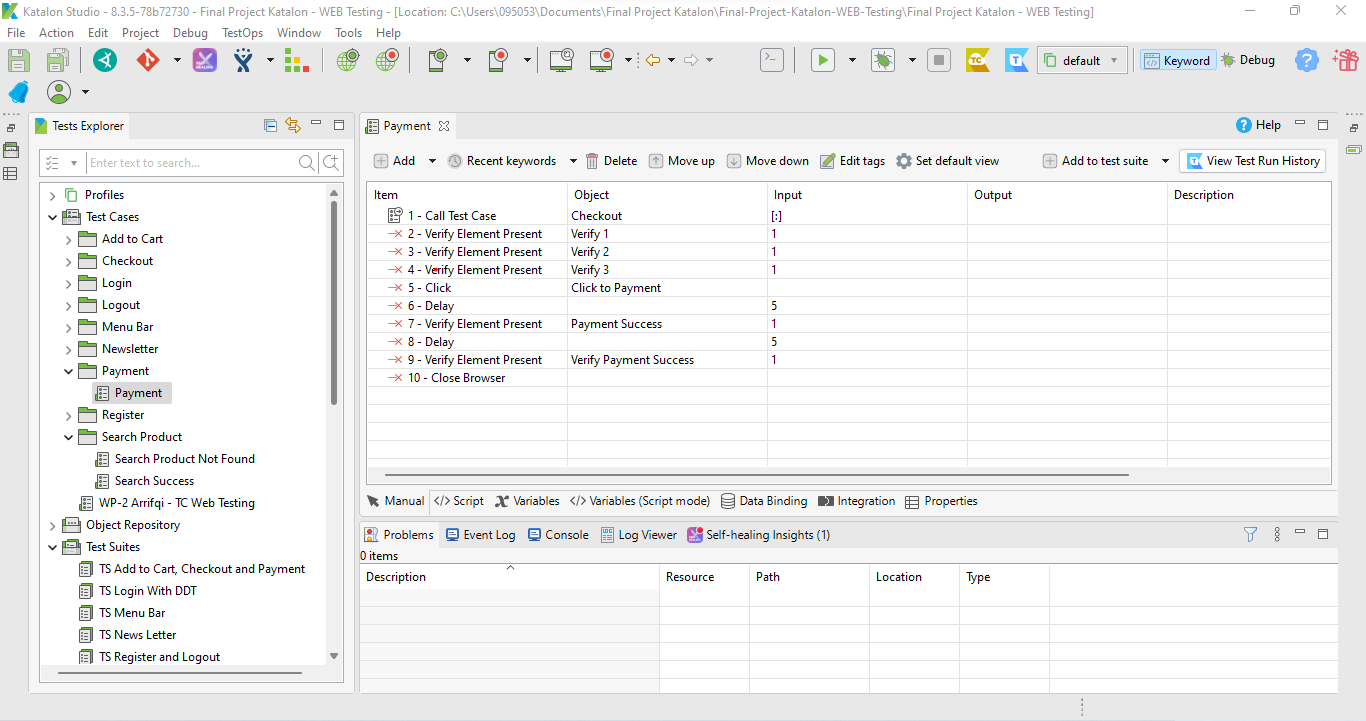 Katalon Studio - 8.3.5-78b72730 - Final Project Katalon - WEB Testing - [Location: C:\Users\095053\Documents\Final Project Katalon\Final-Project-Katalon-WEB-Testing\Final Project Katalon - WEB Testing]
File Action Edit Project Debug TestOps Window Tools Help
default Keyword Debug
Tests Explorer
Enter text to search...
Profiles
Test Cases
Add to Cart
Checkout
Login
Logout
Menu Bar
Newsletter
Payment
Payment
Register
Search Product
Search Product Not Found
Search Success
WP-2 Arrifqi - TC Web Testing
Object Repository
Test Suites
TS Add to Cart, Checkout and Payment
TS Login With DDT
TS Menu Bar
TS News Letter
TS Register and Logout
Payment Help
Add Recent keywords Delete Move up Move down Edit tags Set default view Add to test suite View Test Run History
Item Object Input Output Description
1 - Call Test Case Checkout [:]
2 - Verify Element Present Verify 1 1
3 - Verify Element Present Verify 2 1
4 - Verify Element Present Verify 3 1
5 - Click Click to Payment
6 - Delay 5
7 - Verify Element Present Payment Success 1
8 - Delay 5
9 - Verify Element Present Verify Payment Success 1
10 - Close Browser
Manual </> Script Variables </> Variables (Script mode) Data Binding Integration Properties
Problems Event Log Console Log Viewer Self-healing Insights (1)
0 items
Description Resource Path Location Type